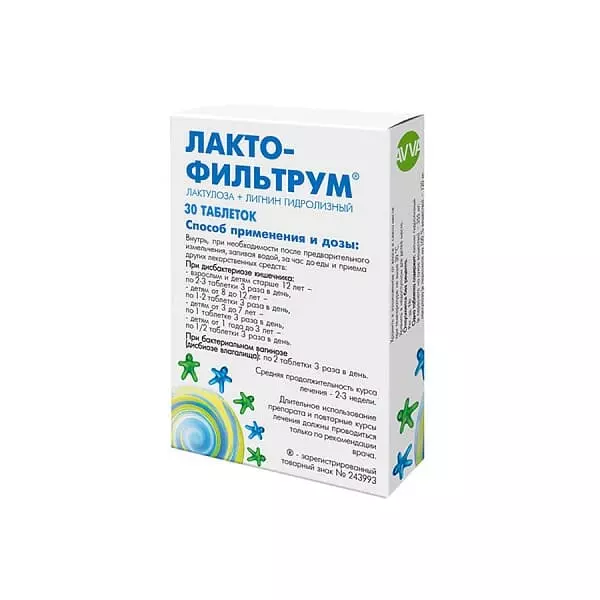 ЛАКТО-
ФИЛЬТРУМ®
ЛАКТУЛОЗА + ЛИГНИН ГИДРОЛИЗНЫЙ
30 ТАБЛЕТОК
Способ применения и дозы:
Внутрь, при необходимости после предварительного
измельчения, запивая водой, за час до еды и приема
других лекарственных средств:
При дисбактериозе кишечника:
- взрослым и детям старше 12 лет –
по 2-3 таблетки 3 раза в день,
- детям от 8 до 12 лет –
по 1-2 таблетки 3 раза в день,
- детям от 3 до 7 лет –
по 1 таблетке 3 раза в день,
- детям от 1 года до 3 лет –
по 1/2 таблетки 3 раза в день.
При бактериальном вагинозе
(дисбиозе влагалища): по 2 таблетки 3 раза в день.
Средняя продолжительность курса
лечения - 2-3 недели.
Длительное использование
препарата и повторные курсы
лечения должны проводиться
только по рекомендации
врача.
® - зарегистрированный
товарный знак № 243993
AVVA